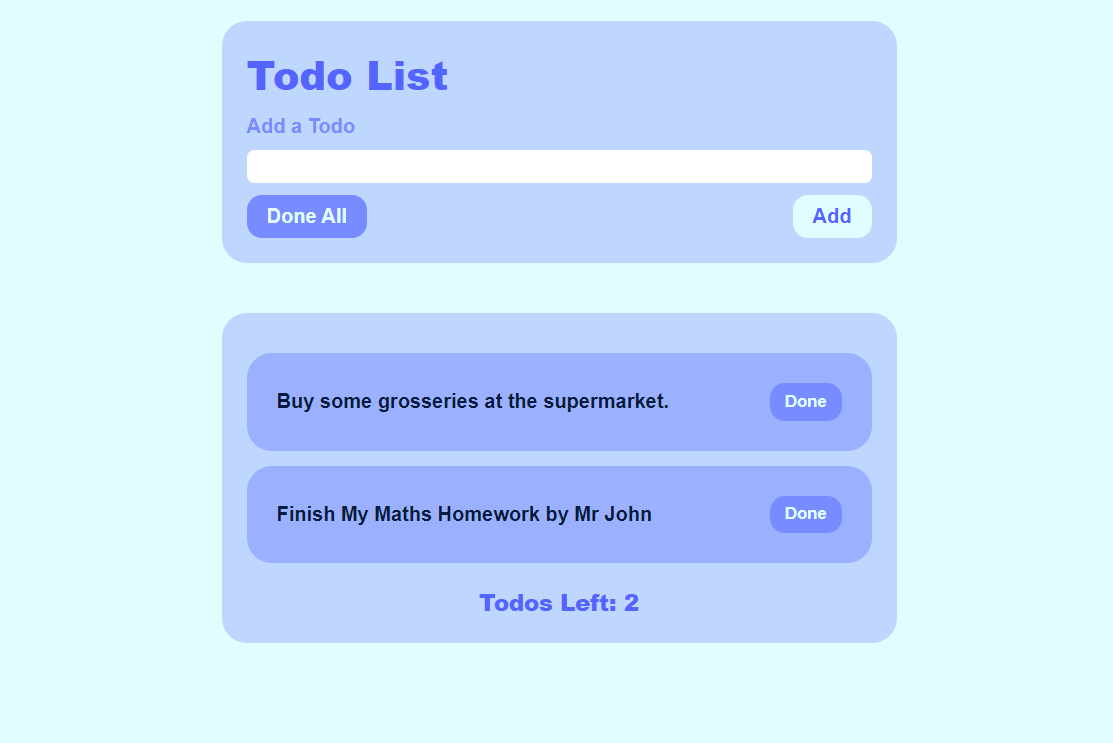 Todo List
Add a Todo
Done All
Add
Buy some grosseries at the supermarket.
Done
Finish My Maths Homework by Mr John
Done
Todos Left: 2